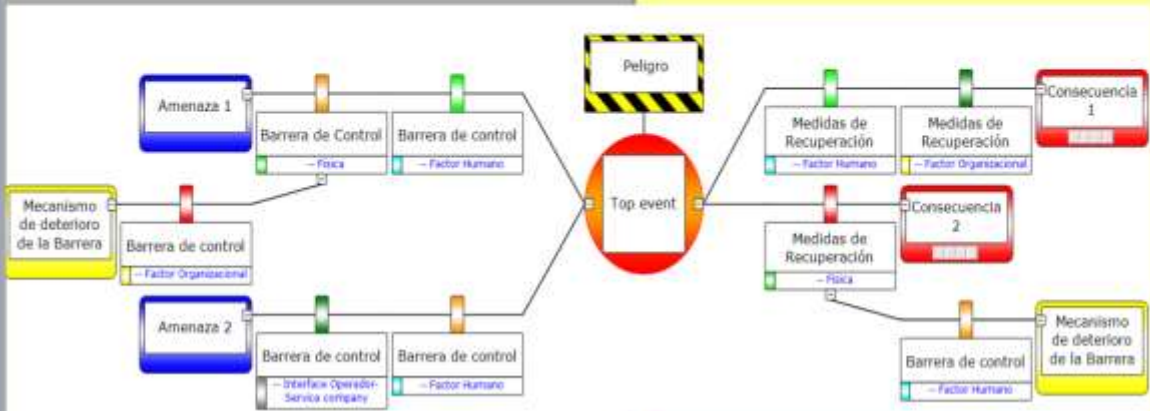 Peligro
Amenaza 1
Barrera de Control
-- Fisica
Barrera de control
-- Factor Humano
Mecanismo
de deterioro
de la Barrera
Barrera de control
-- Factor Organizacional
Amenaza 2
Barrera de control
-- Interface Operador-
Service company
Barrera de control
-- Factor Humano
Top event
Medidas de
Recuperación
-- Factor Humano
Medidas de
Recuperación
-- Factor Organizacional
Consecuencia
1
Medidas de
Recuperación
-- Fisica
Consecuencia
2
Barrera de control
-- Factor Humano
Mecanismo
de deterioro
de la Barrera